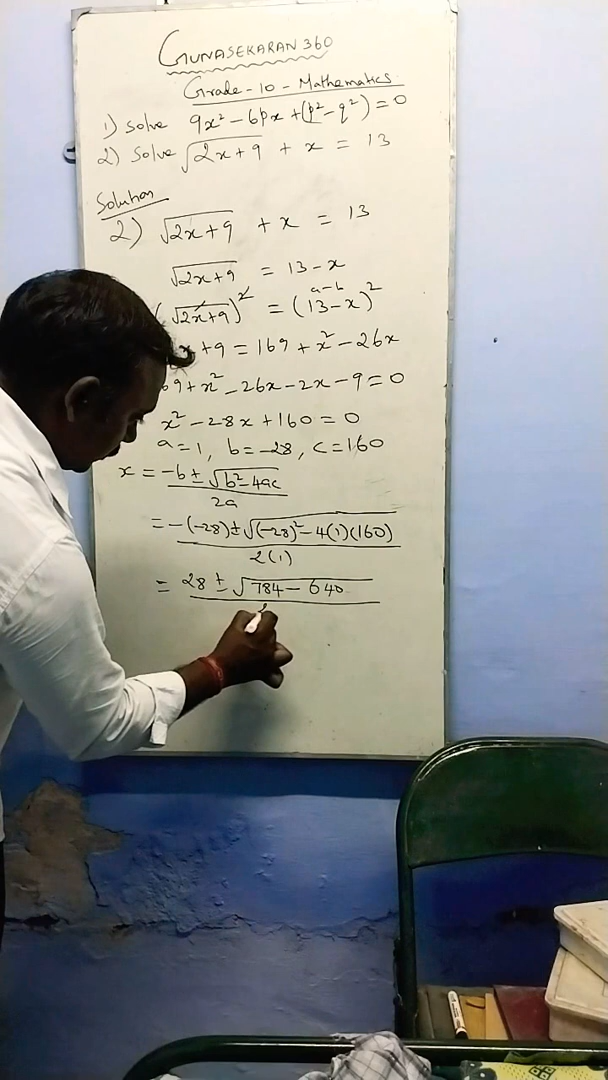 GUNASEKARAN 360
Grade - 10 - Mathematics
1) Solve 9x² - 6px + (p² - q²) = 0
2) Solve √(2x+9) + x = 13
Solution
2) √(2x+9) + x = 13
√(2x+9) = 13 - x
a-b
(√(2x+9))² = (13-x)²
x + 9 = 169 + x² - 26x
69 + x² - 26x - 2x - 9 = 0
x² - 28x + 160 = 0
a = 1, b = -28, c = 160
x = -b ± √(b² - 4ac)
2a
= -(-28) ± √((-28)² - 4(1)(160))
2(1)
= 28 ± √(784 - 640)